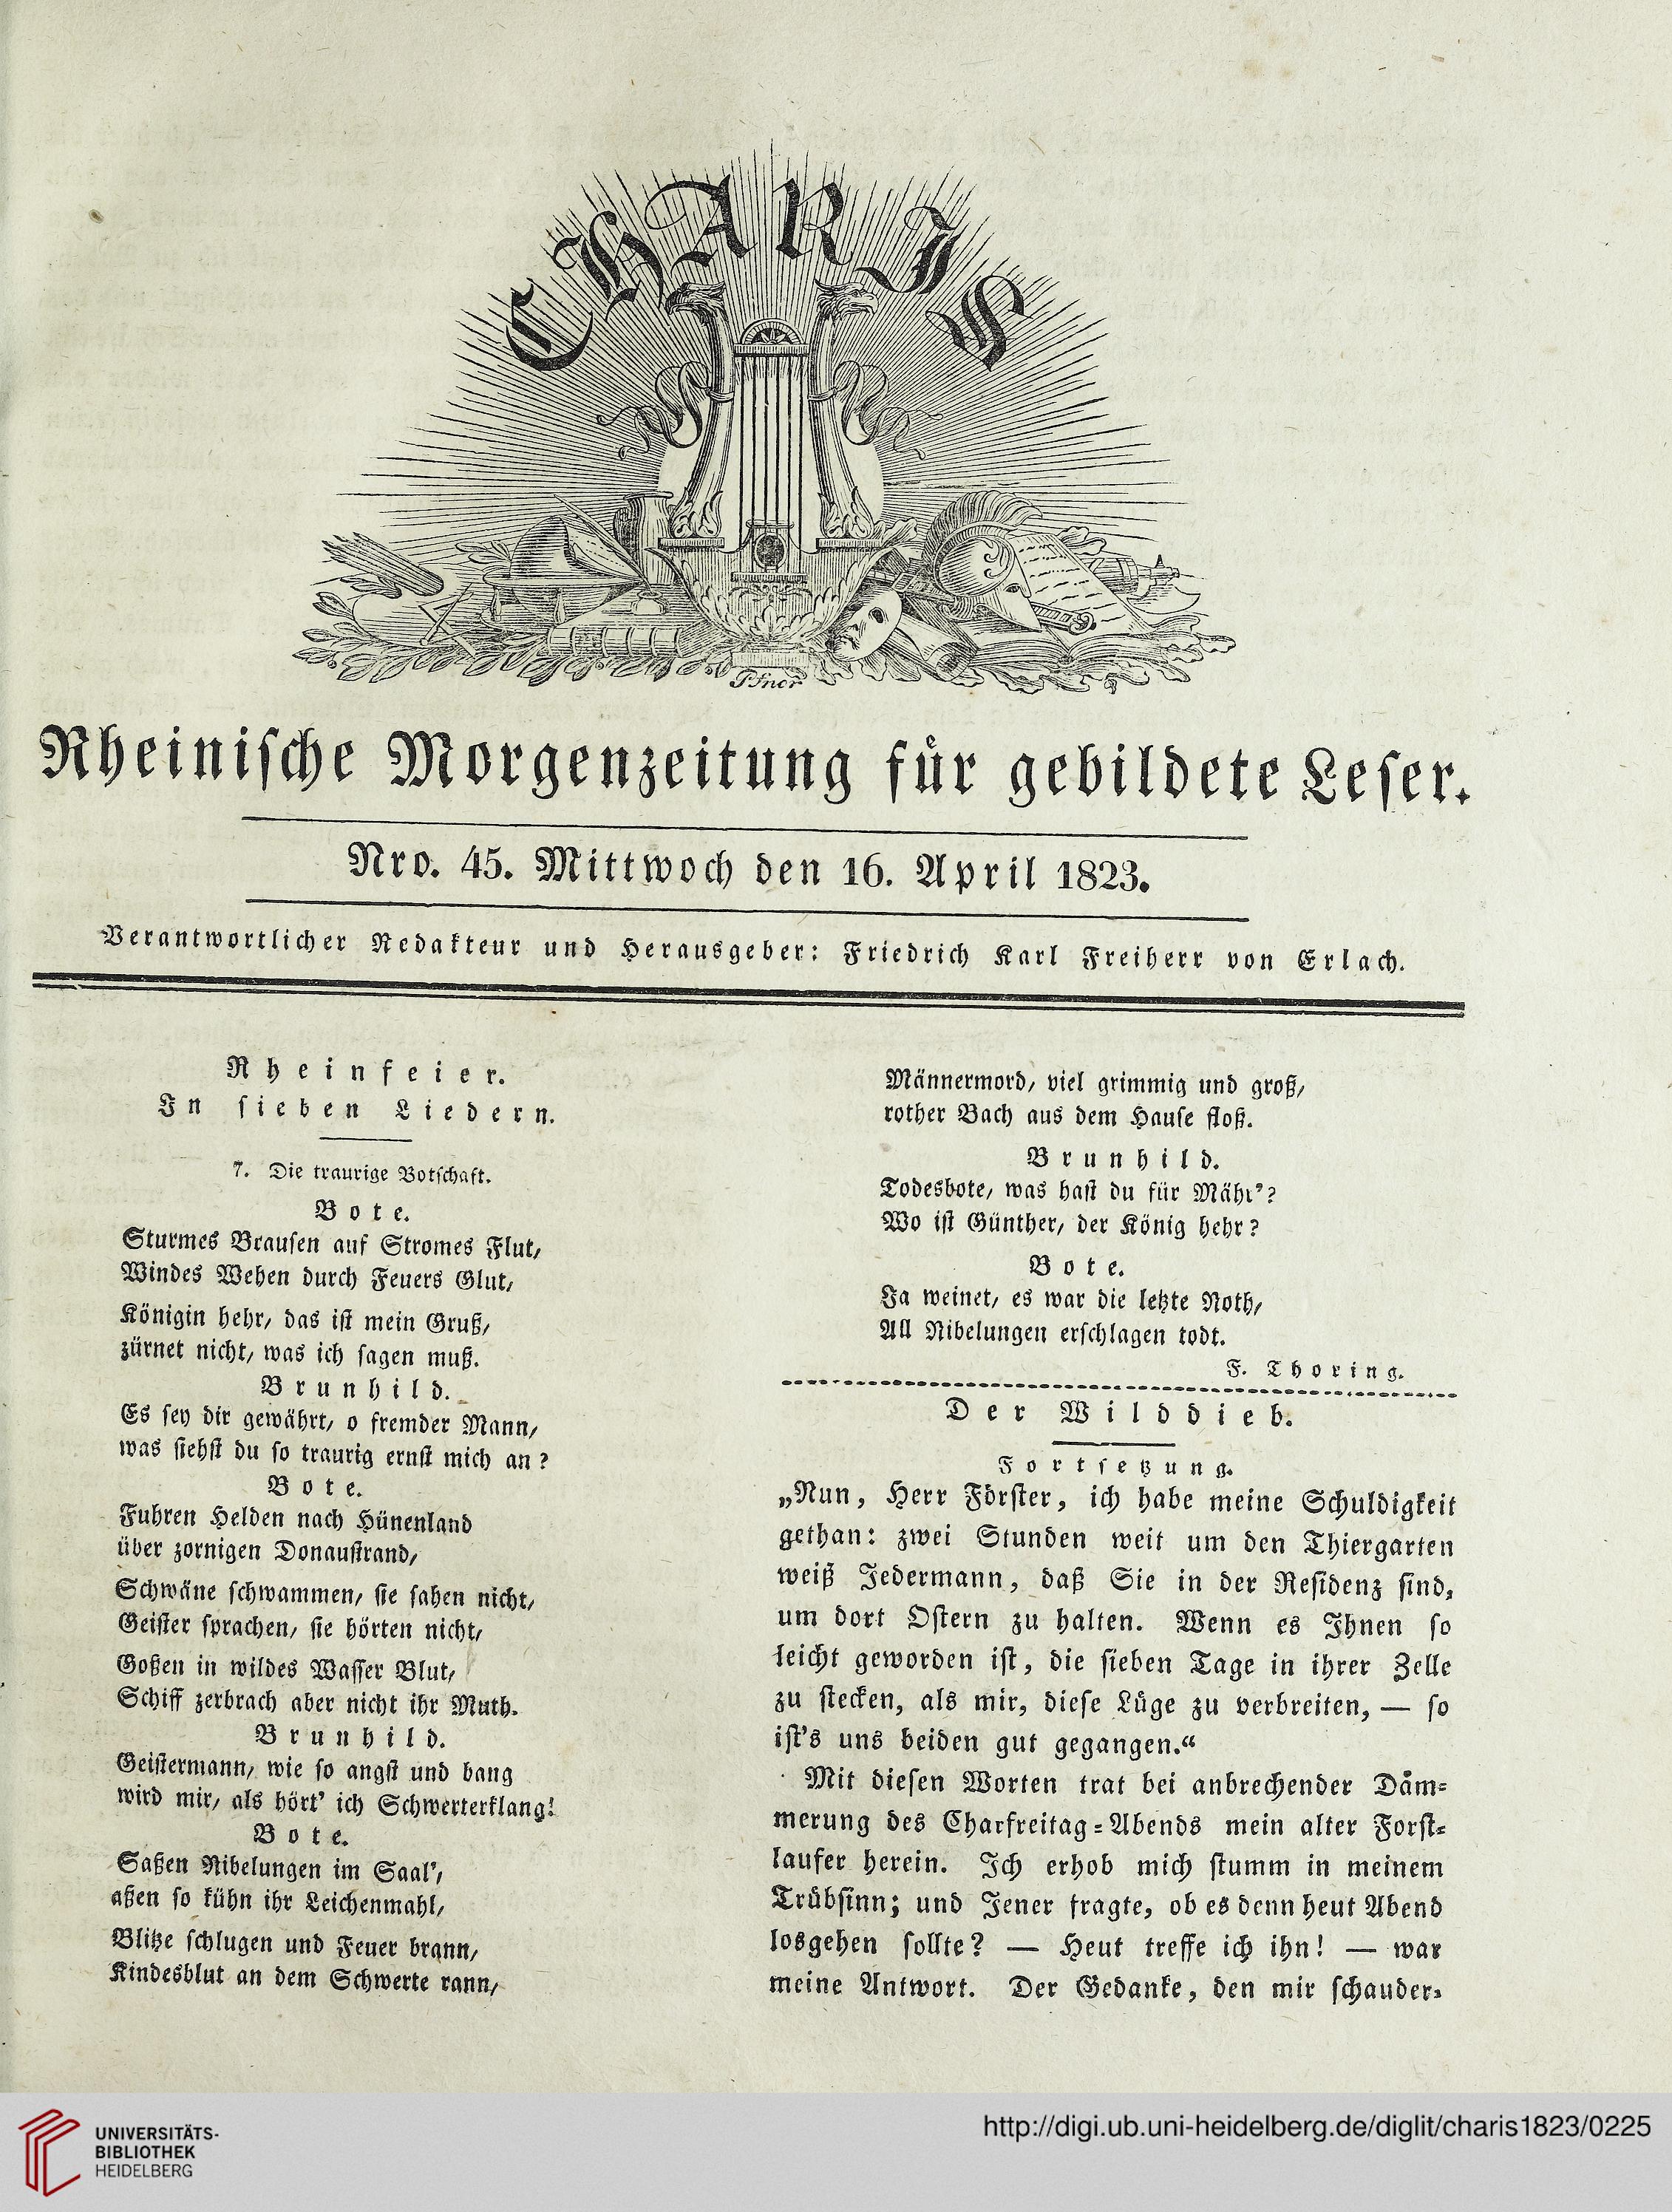 CHARIS
Pfnor
Rheinische Morgenzeitung für gebildete Leser.
Nro. 45. Mittwoch den 16. April 1823.
Verantwortlicher Redakteur und Herausgeber: Friedrich Karl Freiherr von Erlach.
Rheinfeier.
In sieben Liedern.
7. Die traurige Botschaft.
Bote.
Sturmes Brausen auf Stromes Flut,
Windes Wehen durch Feuers Glut,
Königin hehr, das ist mein Gruß,
zürnet nicht, was ich sagen muß.
Brunhild.
Es sey dir gewährt, o fremder Mann,
was siehst du so traurig ernst mich an?
Bote.
Fuhren Helden nach Hünenland
über zornigen Donaustrand,
Schwäne schwammen, sie sahen nicht,
Geister sprachen, sie hörten nicht,
Goßen in wildes Wasser Blut,
Schiff zerbrach aber nicht ihr Muth.
Brunhild.
Geistermann, wie so angst und bang
wird mir, als hört' ich Schwerterklang!
Bote.
Saßen Nibelungen im Saal',
aßen so kühn ihr Leichenmahl,
Blitze schlugen und Feuer brann,
Kindesblut an dem Schwerte rann,
Männermord, viel grimmig und groß,
rother Bach aus dem Hause floß.
Brunhild.
Todesbote, was hast du für Mähr'?
Wo ist Günther, der König hehr?
Bote.
Ja weinet, es war die letzte Noth,
All Nibelungen erschlagen todt.
F. Thoring.
Der Wilddieb.
Fortsetzung.
„Nun, Herr Förster, ich habe meine Schuldigkeit
gethan: zwei Stunden weit um den Thiergarten
weiß Jedermann, daß Sie in der Residenz sind,
um dort Ostern zu halten. Wenn es Ihnen so
leicht geworden ist, die sieben Tage in ihrer Zelle
zu stecken, als mir, diese Lüge zu verbreiten, — so
ist's uns beiden gut gegangen.“
Mit diesen Worten trat bei anbrechender Däm-
merung des Charfreitag-Abends mein alter Forst-
laufer herein. Ich erhob mich stumm in meinem
Trübsinn; und Jener fragte, ob es denn heut Abend
losgehen sollte? — Heut treffe ich ihn! — war
meine Antwort. Der Gedanke, den mir schauder-
UNIVERSITÄTS-
BIBLIOTHEK
HEIDELBERG
http://digi.ub.uni-heidelberg.de/diglit/charis1823/0225